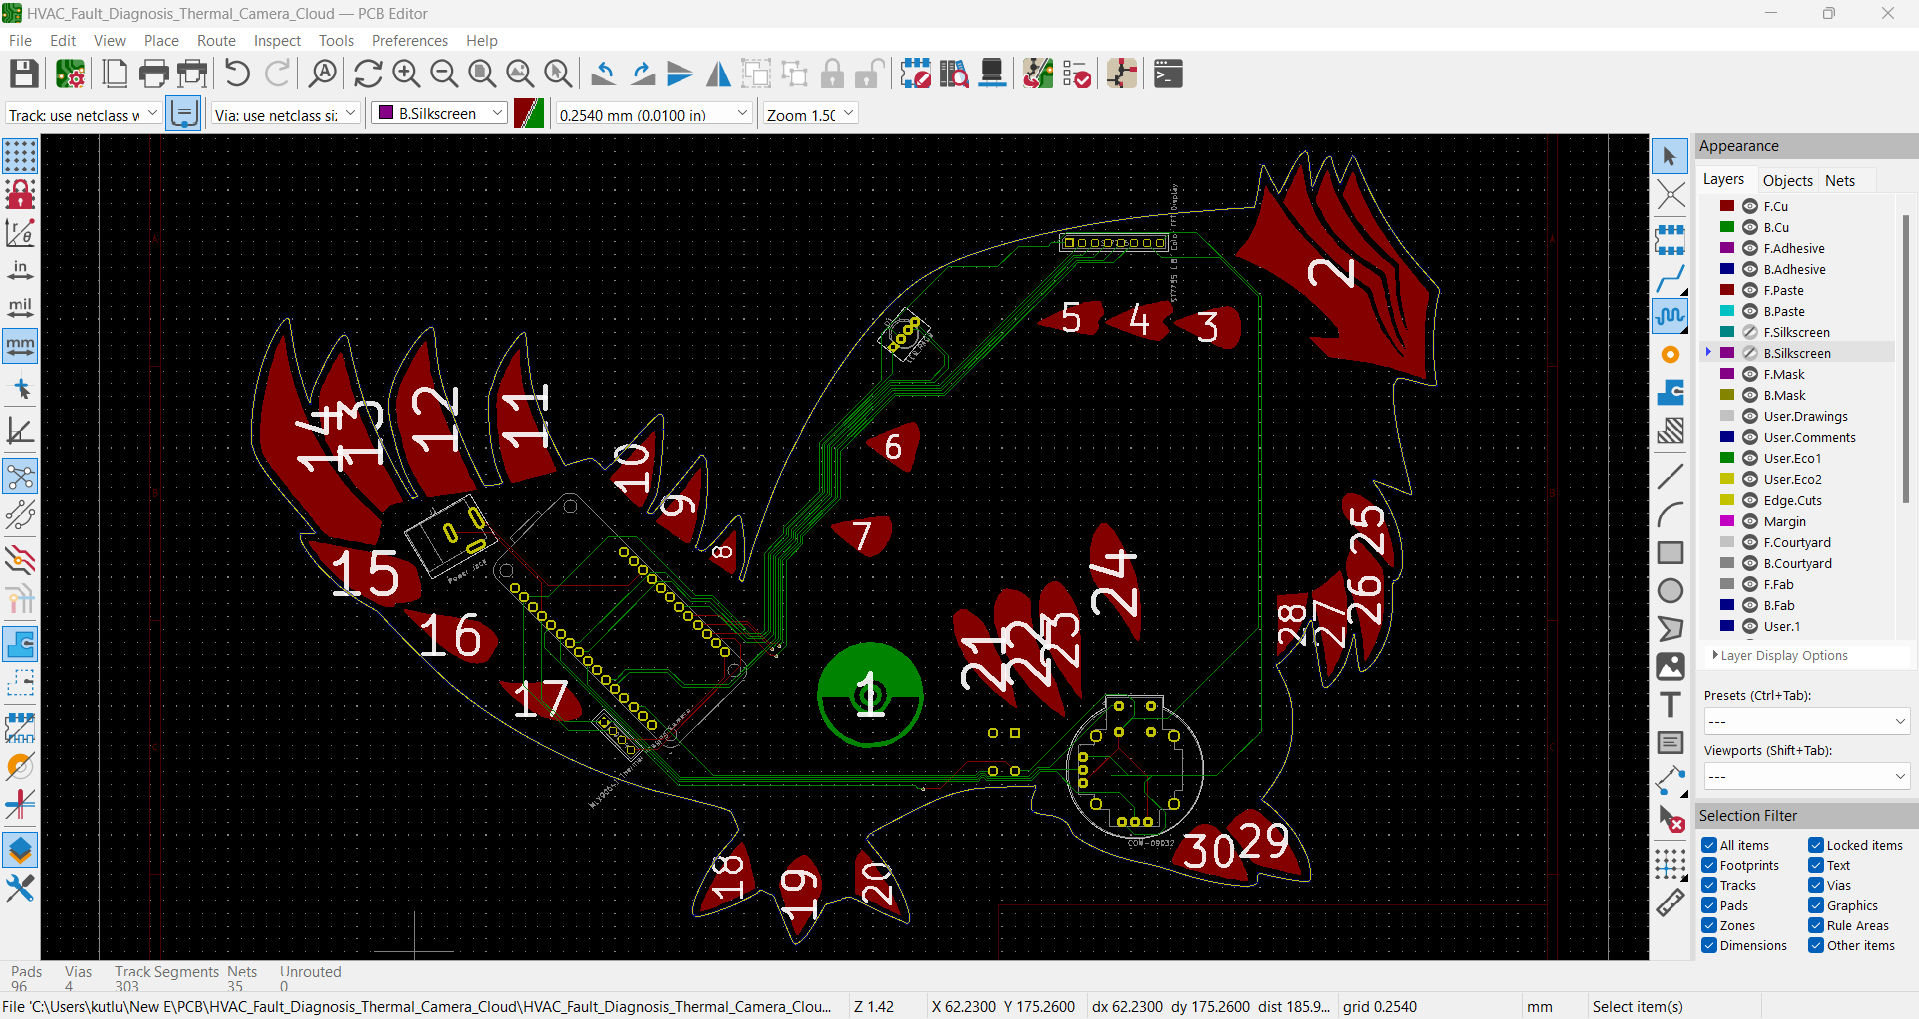 HVAC_Fault_Diagnosis_Thermal_Camera_Cloud — PCB Editor
File Edit View Place Route Inspect Tools Preferences Help
Track: use netclass w
Via: use netclass si:
B.Silkscreen
0.2540 mm (0.0100 in)
Zoom 1.50
in
mil
mm
Power Jack
COM-09032
1
2
3
4
5
6
7
8
9
10
11
12
13
14
15
16
17
18
19
20
21
22
23
24
25
26
27
28
29
30
Appearance
Layers Objects Nets
F.Cu
B.Cu
F.Adhesive
B.Adhesive
F.Paste
B.Paste
F.Silkscreen
B.Silkscreen
F.Mask
B.Mask
User.Drawings
User.Comments
User.Eco1
User.Eco2
Edge.Cuts
Margin
F.Courtyard
B.Courtyard
F.Fab
B.Fab
User.1
Layer Display Options
Presets (Ctrl+Tab):
---
Viewports (Shift+Tab):
---
Selection Filter
All items Locked items
Footprints Text
Tracks Vias
Pads Graphics
Zones Rule Areas
Dimensions Other items
Pads Vias Track Segments Nets Unrouted
96 4 303 35 0
File 'C:\Users\kutlu\New E\PCB\HVAC_Fault_Diagnosis_Thermal_Camera_Cloud\HVAC_Fault_Diagnosis_Thermal_Camera_Clou... Z 1.42 X 62.2300 Y 175.2600 dx 62.2300 dy 175.2600 dist 185.9... grid 0.2540 mm Select item(s)